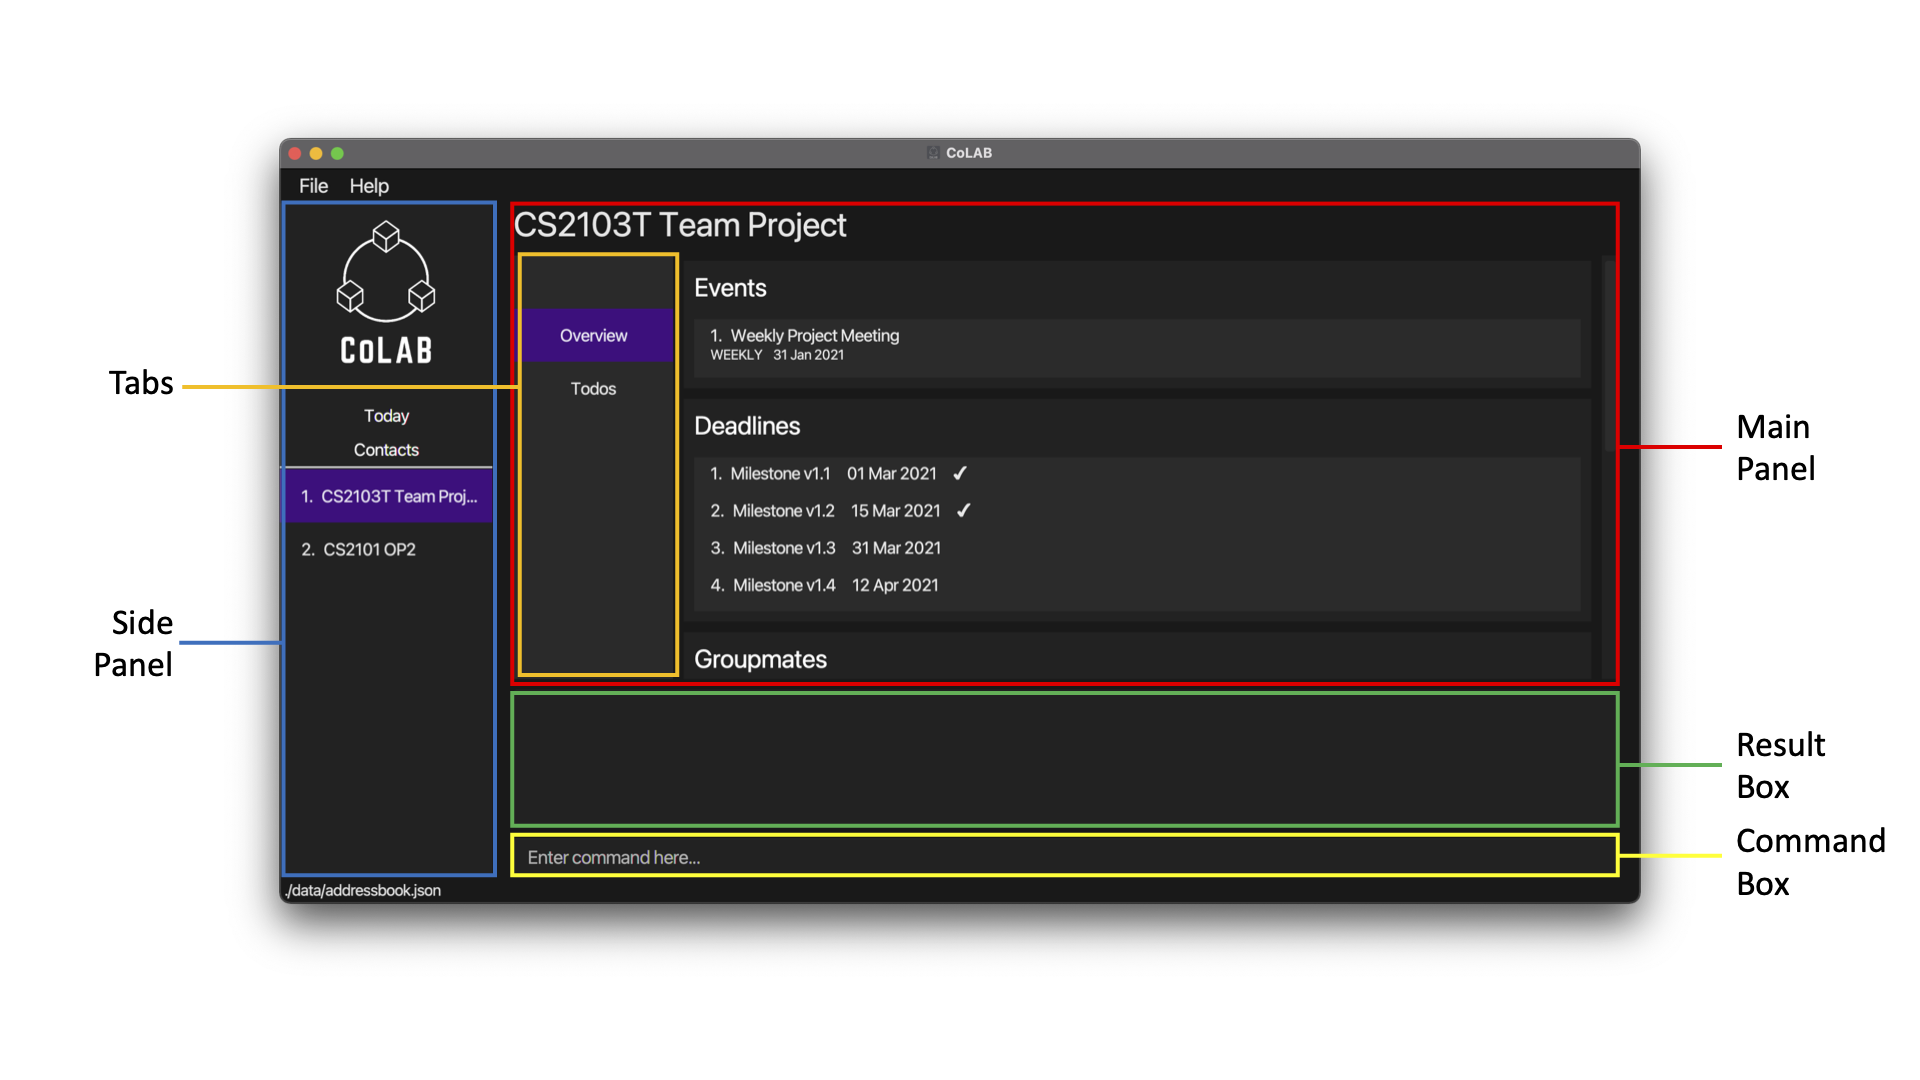 CoLAB
File Help
CoLAB
Today
Contacts
1. CS2103T Team Proj...
2. CS2101 OP2
CS2103T Team Project
Overview
Todos
Events
1. Weekly Project Meeting
WEEKLY 31 Jan 2021
Deadlines
1. Milestone v1.1 01 Mar 2021 ✓
2. Milestone v1.2 15 Mar 2021 ✓
3. Milestone v1.3 31 Mar 2021
4. Milestone v1.4 12 Apr 2021
Groupmates
Enter command here...
./data/addressbook.json
Tabs
Side
Panel
Main
Panel
Result
Box
Command
Box